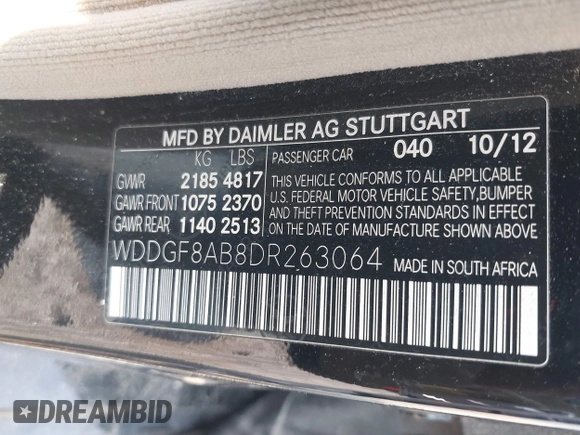 MFD BY DAIMLER AG STUTTGART
KG LBS PASSENGER CAR 040 10/12
GVWR 2185 4817
GAWR FRONT 1075 2370
GAWR REAR 1140 2513
THIS VEHICLE CONFORMS TO ALL APPLICABLE
U.S. FEDERAL MOTOR VEHICLE SAFETY, BUMPER
AND THEFT PREVENTION STANDARDS IN EFFECT
ON THE DATE OF MANUFACTURE SHOWN ABOVE.
WDDGF8AB8DR263064 MADE IN SOUTH AFRICA
DREAMBID